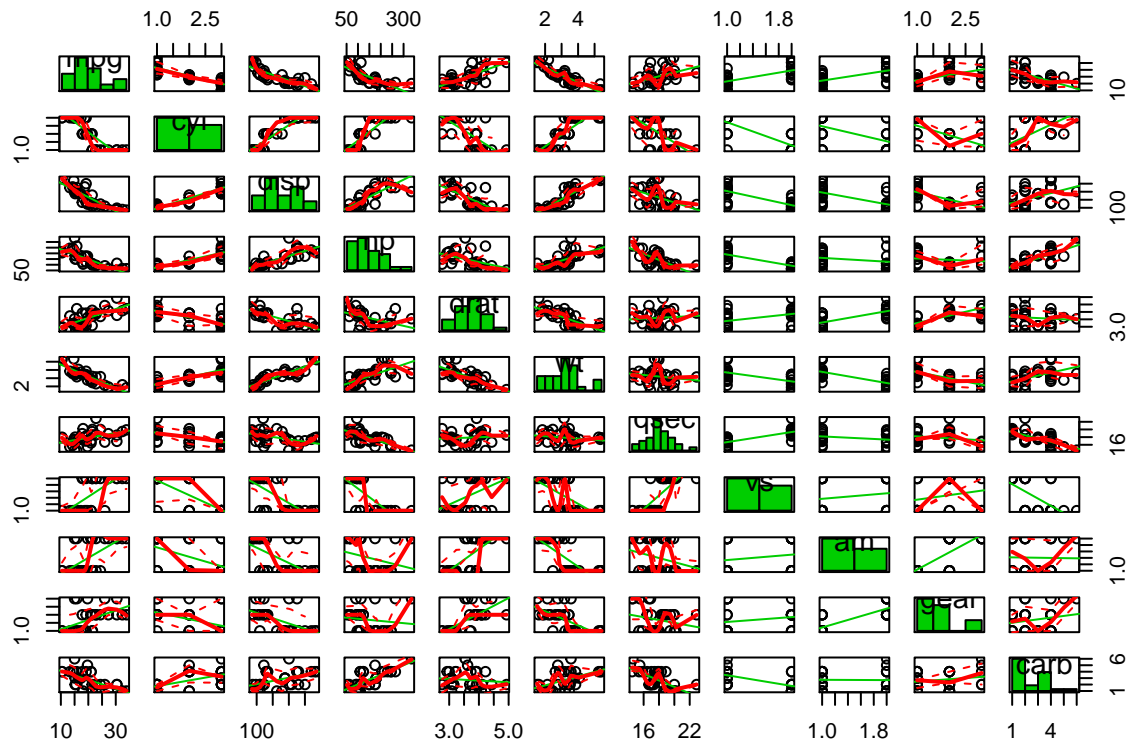 1.0 2.5 50 300 2 4 1.0 1.8 1.0 2.5
mpg 10
1.0 cyl
disp 100
50 hp
drat 3.0
2 wt
qsec 16
1.0 vs
am 1.0
1.0 gear
carb 1 6
10 30 100 3.0 5.0 16 22 1.0 1.8 1 4